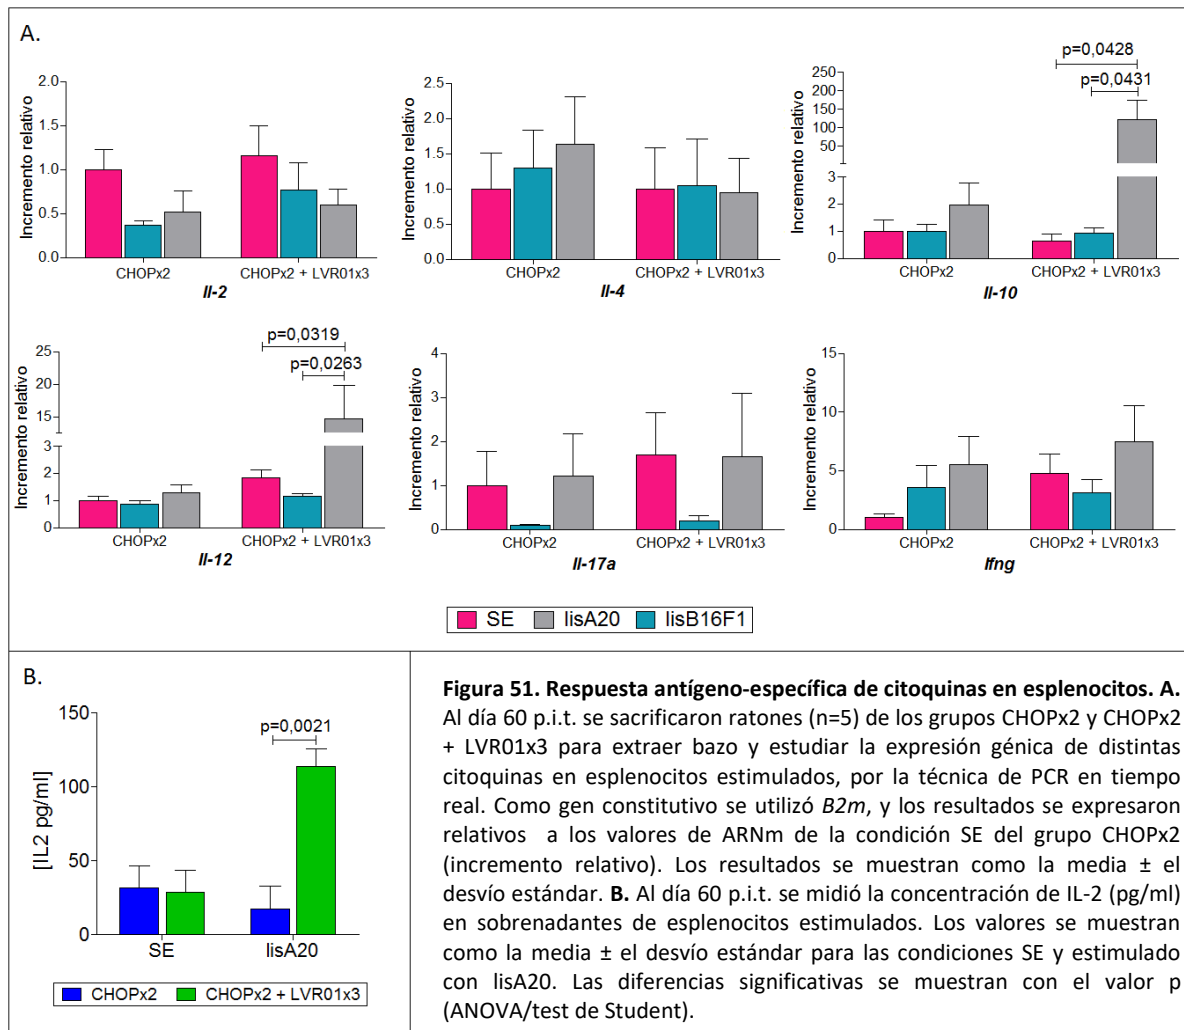 A.
Incremento relativo
2.0
1.5
1.0
0.5
0.0
CHOPx2
CHOPx2 + LVR01x3
Il-2
Incremento relativo
2.5
2.0
1.5
1.0
0.5
0.0
CHOPx2
CHOPx2 + LVR01x3
Il-4
p=0,0428
p=0,0431
Incremento relativo
250
200
150
100
50
3
2
1
0
CHOPx2
CHOPx2 + LVR01x3
Il-10
p=0,0319
p=0,0263
Incremento relativo
25
20
15
10
3
2
1
0
CHOPx2
CHOPx2 + LVR01x3
Il-12
Incremento relativo
4
3
2
1
0
CHOPx2
CHOPx2 + LVR01x3
Il-17a
Incremento relativo
15
10
5
0
CHOPx2
CHOPx2 + LVR01x3
Ifng
SE lisA20 lisB16F1
B.
p=0,0021
[IL2 pg/ml]
150
100
50
0
SE
lisA20
CHOPx2 CHOPx2 + LVR01x3
Figura 51. Respuesta antígeno-específica de citoquinas en esplenocitos. A.
Al día 60 p.i.t. se sacrificaron ratones (n=5) de los grupos CHOPx2 y CHOPx2
+ LVR01x3 para extraer bazo y estudiar la expresión génica de distintas
citoquinas en esplenocitos estimulados, por la técnica de PCR en tiempo
real. Como gen constitutivo se utilizó B2m, y los resultados se expresaron
relativos a los valores de ARNm de la condición SE del grupo CHOPx2
(incremento relativo). Los resultados se muestran como la media ± el
desvío estándar. B. Al día 60 p.i.t. se midió la concentración de IL-2 (pg/ml)
en sobrenadantes de esplenocitos estimulados. Los valores se muestran
como la media ± el desvío estándar para las condiciones SE y estimulado
con lisA20. Las diferencias significativas se muestran con el valor p
(ANOVA/test de Student).